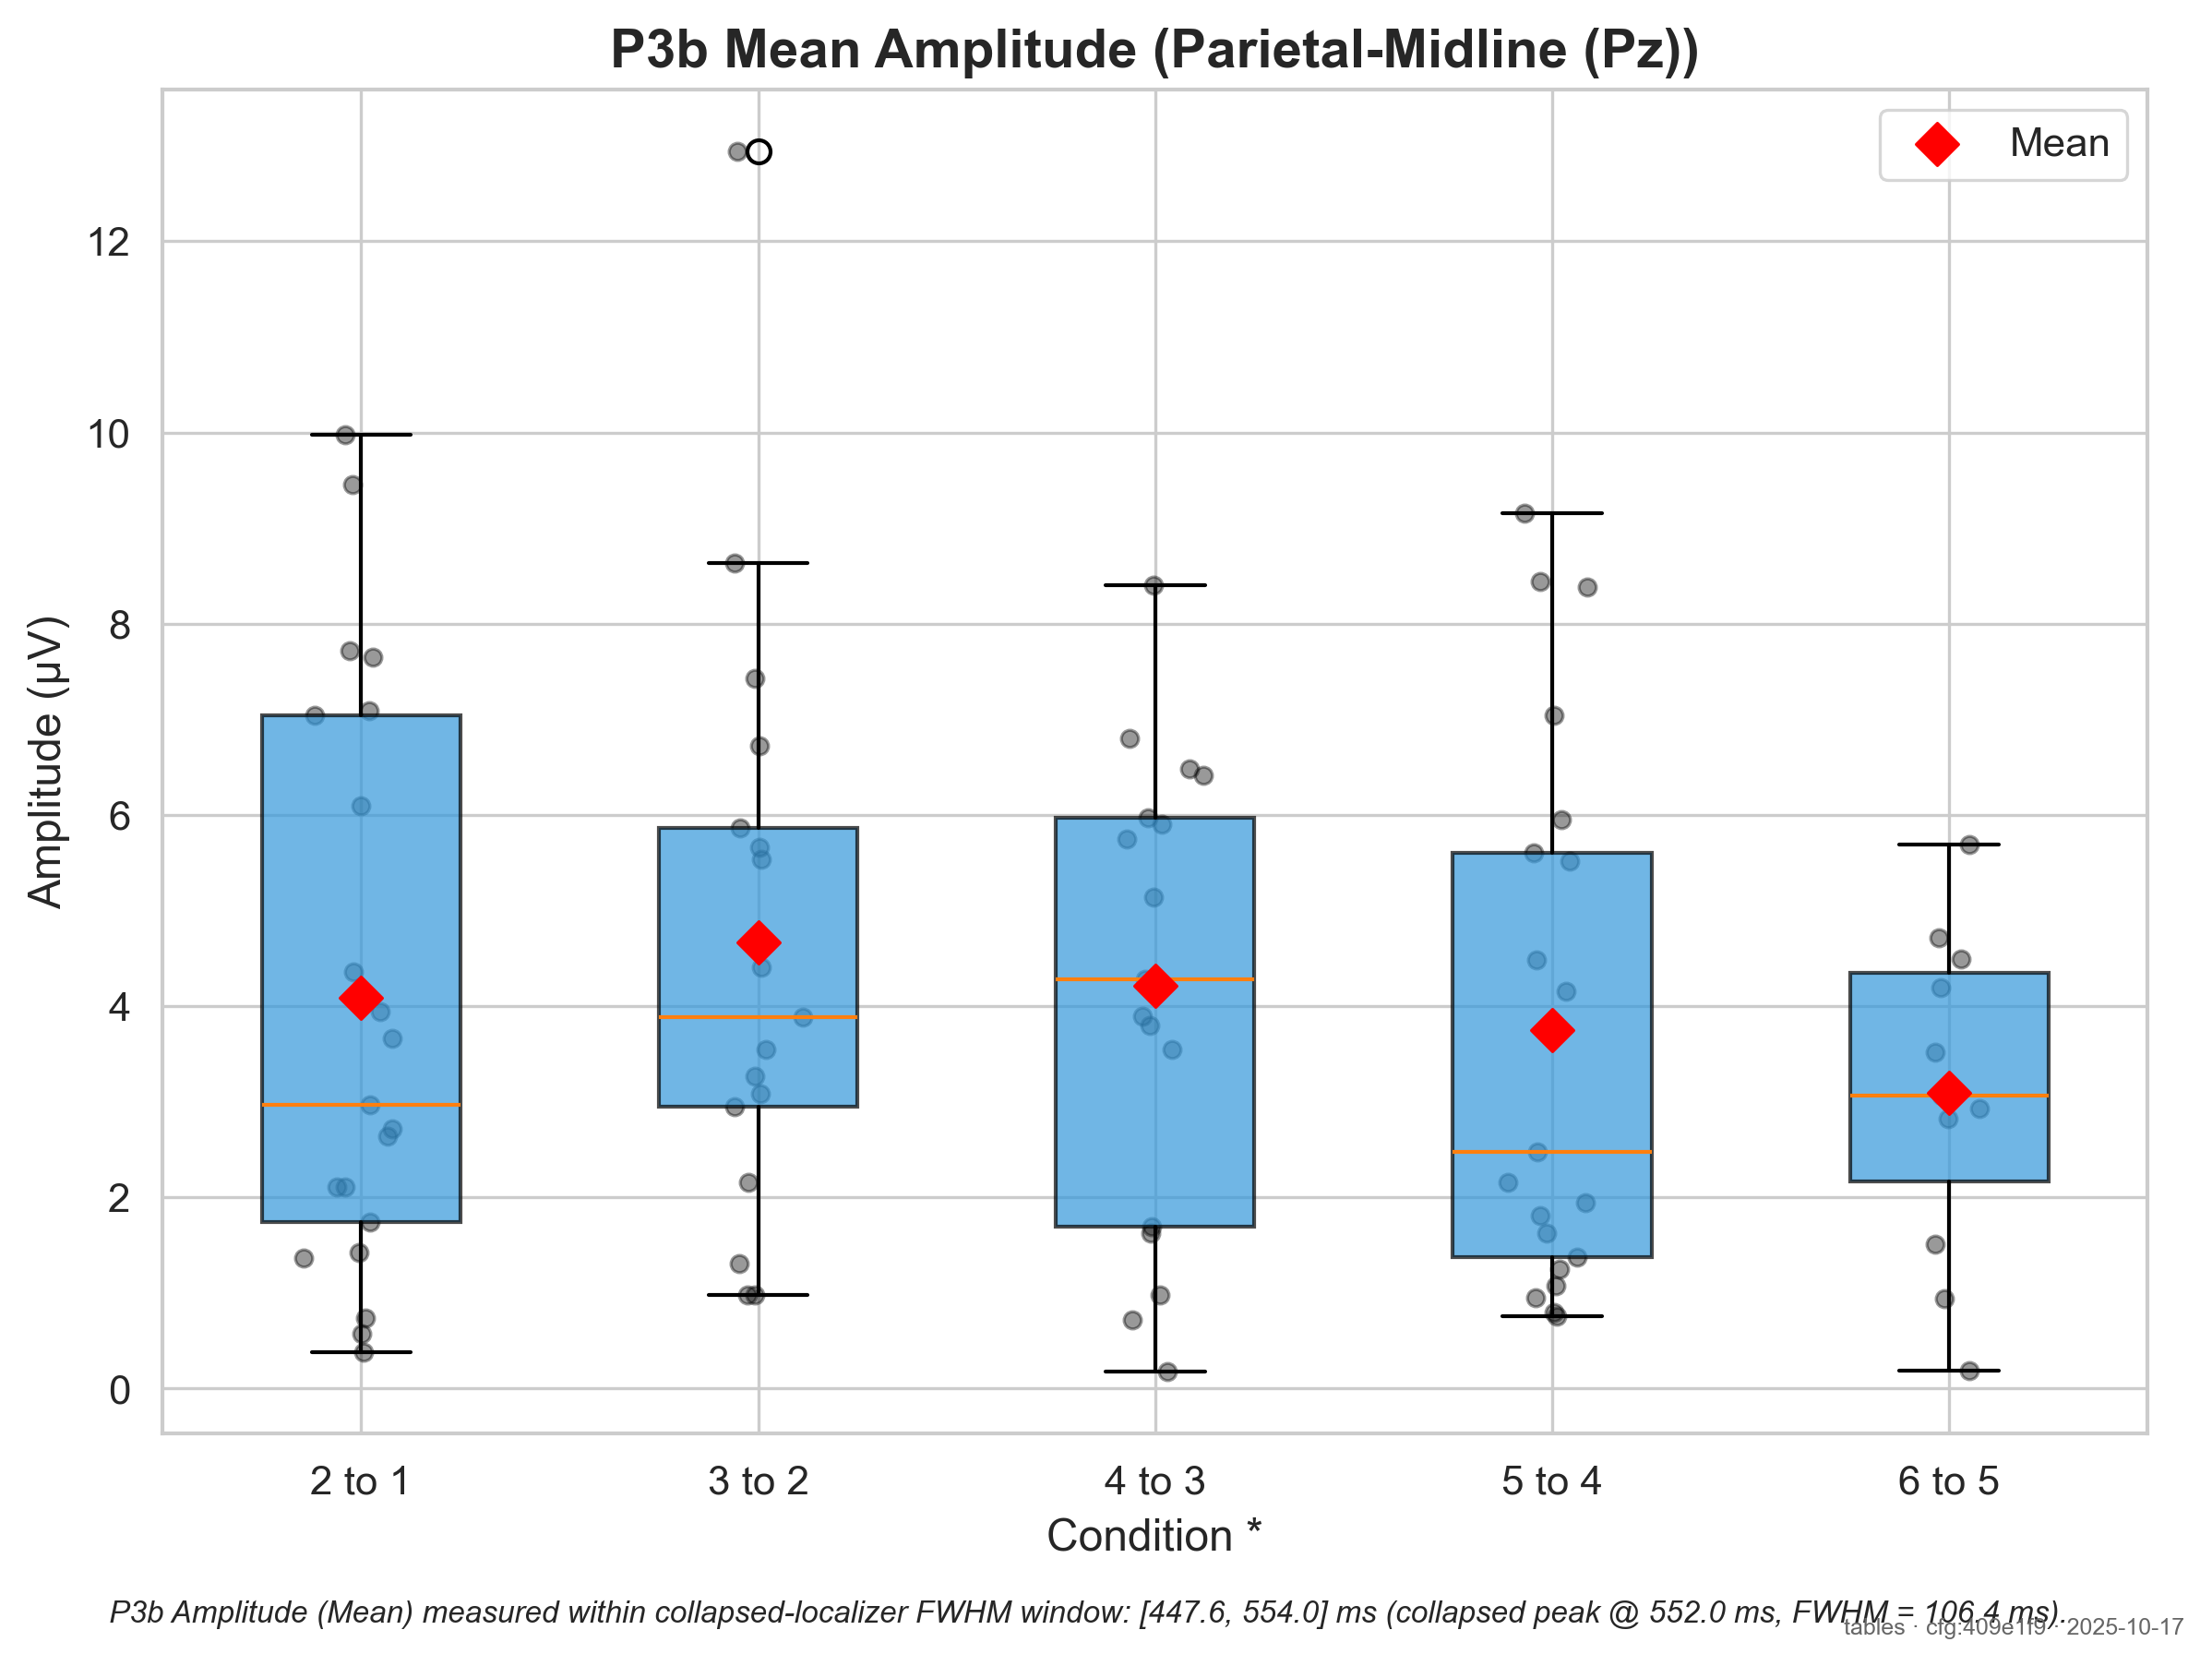 P3b Mean Amplitude (Parietal-Midline (Pz))
Mean
Amplitude (µV)
12
10
8
6
4
2
0
2 to 1
3 to 2
4 to 3
5 to 4
6 to 5
Condition *
P3b Amplitude (Mean) measured within collapsed-localizer FWHM window: [447.6, 554.0] ms (collapsed peak @ 552.0 ms, FWHM = 106.4 ms).
tables · cfg:409e1f9 · 2025-10-17